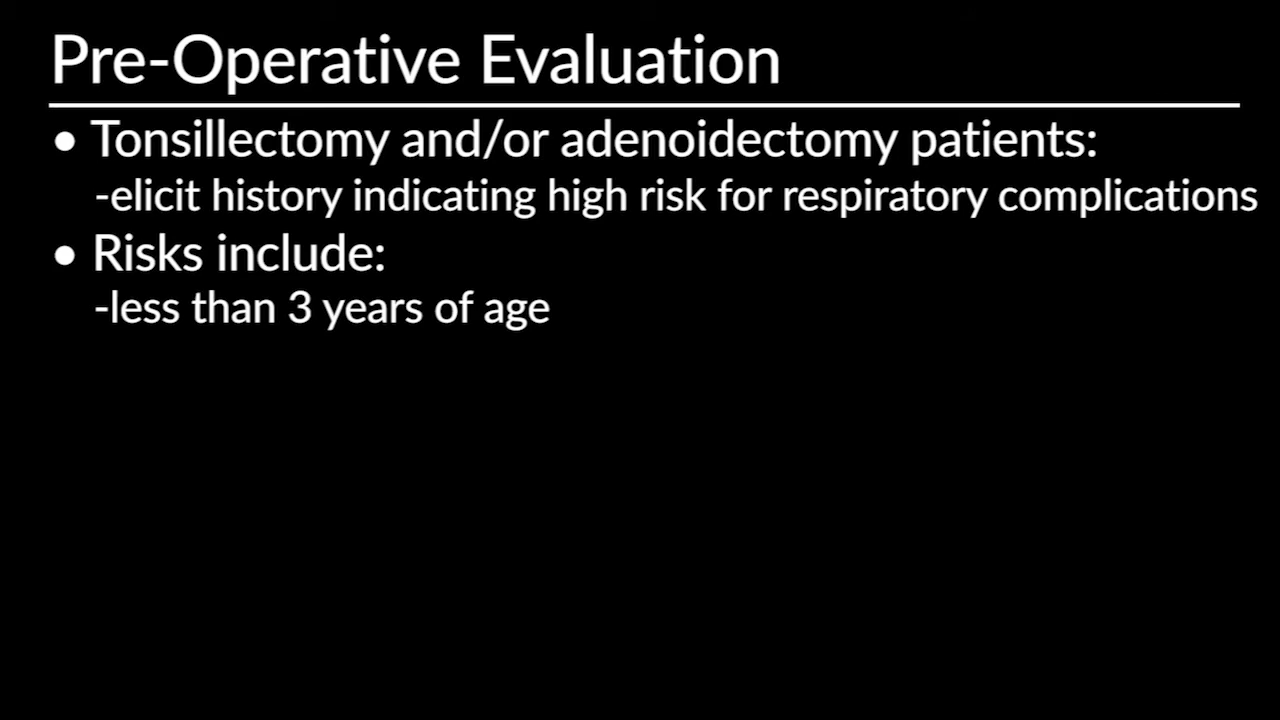 Pre-Operative Evaluation
• Tonsillectomy and/or adenoidectomy patients:
-elicit history indicating high risk for respiratory complications
• Risks include:
-less than 3 years of age